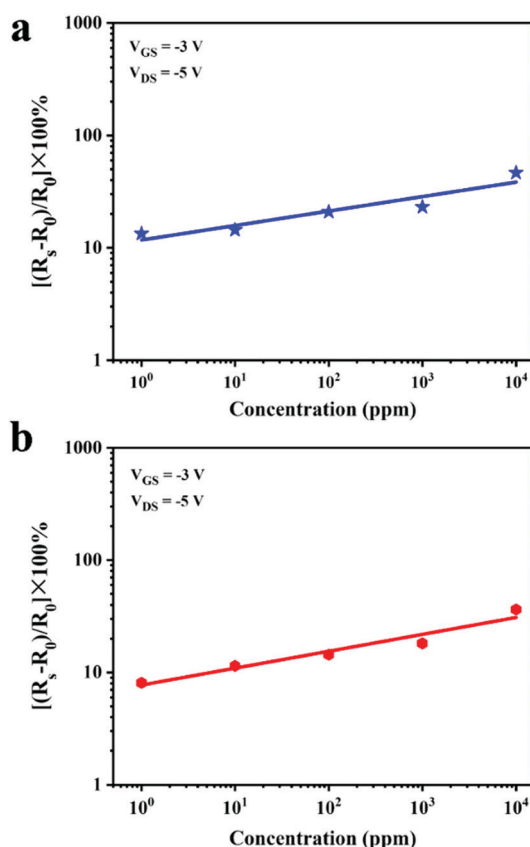 a
1000
V_GS = -3 V
V_DS = -5 V
100
10
1
[(R_s-R_0)/R_0]×100%
10^0 10^1 10^2 10^3 10^4
Concentration (ppm)
b
1000
V_GS = -3 V
V_DS = -5 V
100
10
1
[(R_s-R_0)/R_0]×100%
10^0 10^1 10^2 10^3 10^4
Concentration (ppm)